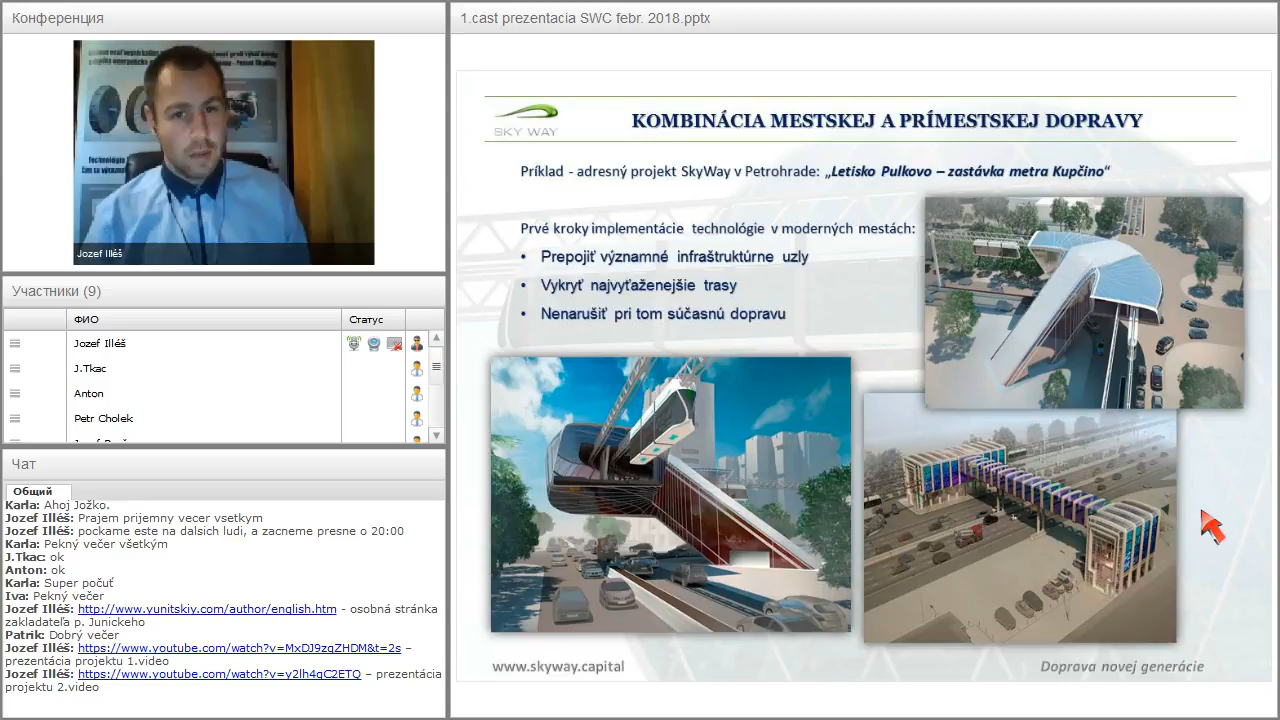 Конференция
Jozef Illéš
Участники (9)
ФИО
Статус
Jozef Illéš
J.Tkac
Anton
Petr Cholek
Чат
Общий
Karla: Ahoj Jožko.
Jozef Illéš: Prajem prijemny vecer vsetkym
Jozef Illéš: pockame este na dalsich ludi, a zacneme presne o 20:00
Karla: Pekný večer všetkým
J.Tkac: ok
Anton: ok
Karla: Super počuť
Iva: Pekný večer
Jozef Illéš: http://www.yunitskiy.com/author/english.htm - osobná stránka
zakladateľa p. Junickeho
Patrik: Dobrý večer
Jozef Illéš: https://www.youtube.com/watch?v=MxDJ9zqZHDM&t=2s –
prezentácia projektu 1.video
Jozef Illéš: https://www.youtube.com/watch?v=y2lh4qC2ETQ – prezentácia
projektu 2.video
1.cast prezentacia SWC febr. 2018.pptx
SKY WAY
KOMBINÁCIA MESTSKEJ A PRÍMESTSKEJ DOPRAVY
Príklad - adresný projekt SkyWay v Petrohrade: „Letisko Pulkovo – zastávka metra Kupčino“
Prvé kroky implementácie technológie v moderných mestách:
• Prepojiť významné infraštruktúrne uzly
• Vykryť najvyťaženejšie trasy
• Nenarušiť pri tom súčasnú dopravu
www.skyway.capital
Doprava novej generácie